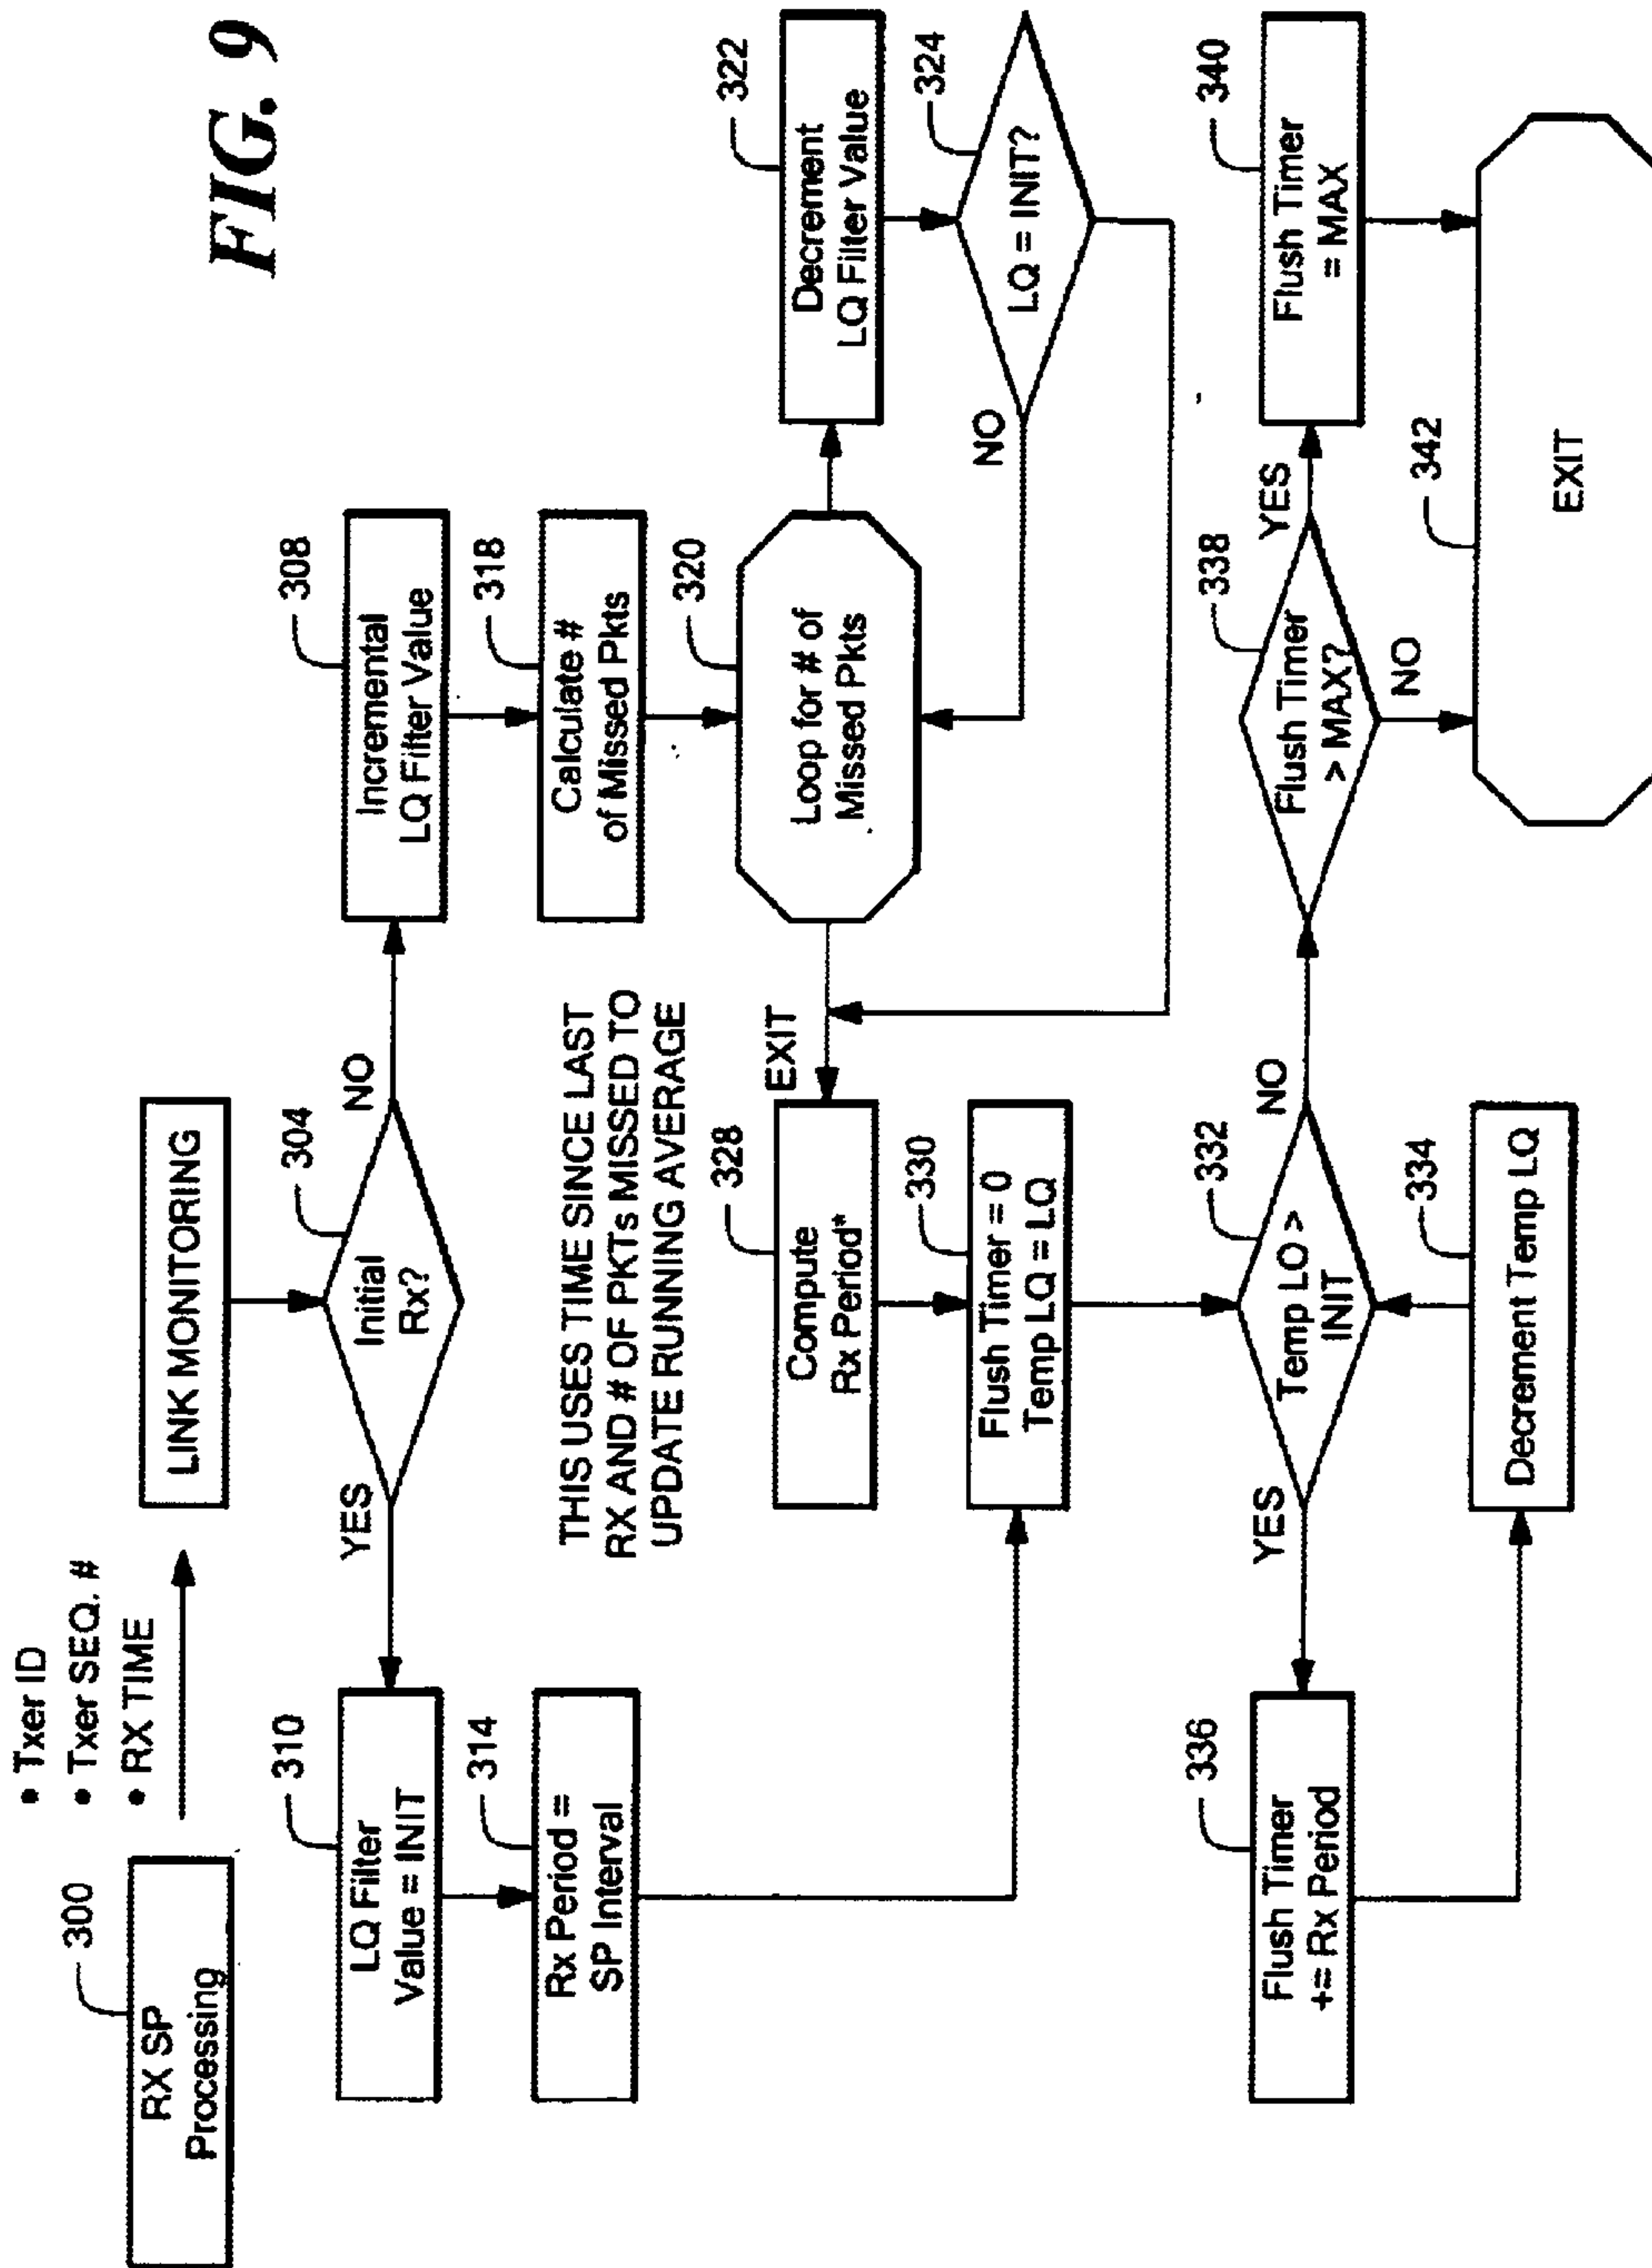 FIG. 9
• Txer ID
• Txer SEQ. #
• RX TIME
300
RX SP
Processing
LINK MONITORING
304
Initial
Rx?
YES
NO
310
LQ Filter
Value = INIT
308
Incremental
LQ Filter Value
314
Rx Period =
SP Interval
318
Calculate #
of Missed Pkts
THIS USES TIME SINCE LAST
RX AND # OF PKTs MISSED TO
UPDATE RUNNING AVERAGE
320
Loop for # of
Missed Pkts
322
Decrement
LQ Filter Value
324
LQ = INIT?
NO
EXIT
328
Compute
Rx Period*
330
Flush Timer = 0
Temp LQ = LQ
332
Temp LO >
INIT
YES
NO
336
Flush Timer
+= Rx Period
334
Decrement Temp LQ
338
Flush Timer
> MAX?
YES
NO
340
Flush Timer
= MAX
342
EXIT